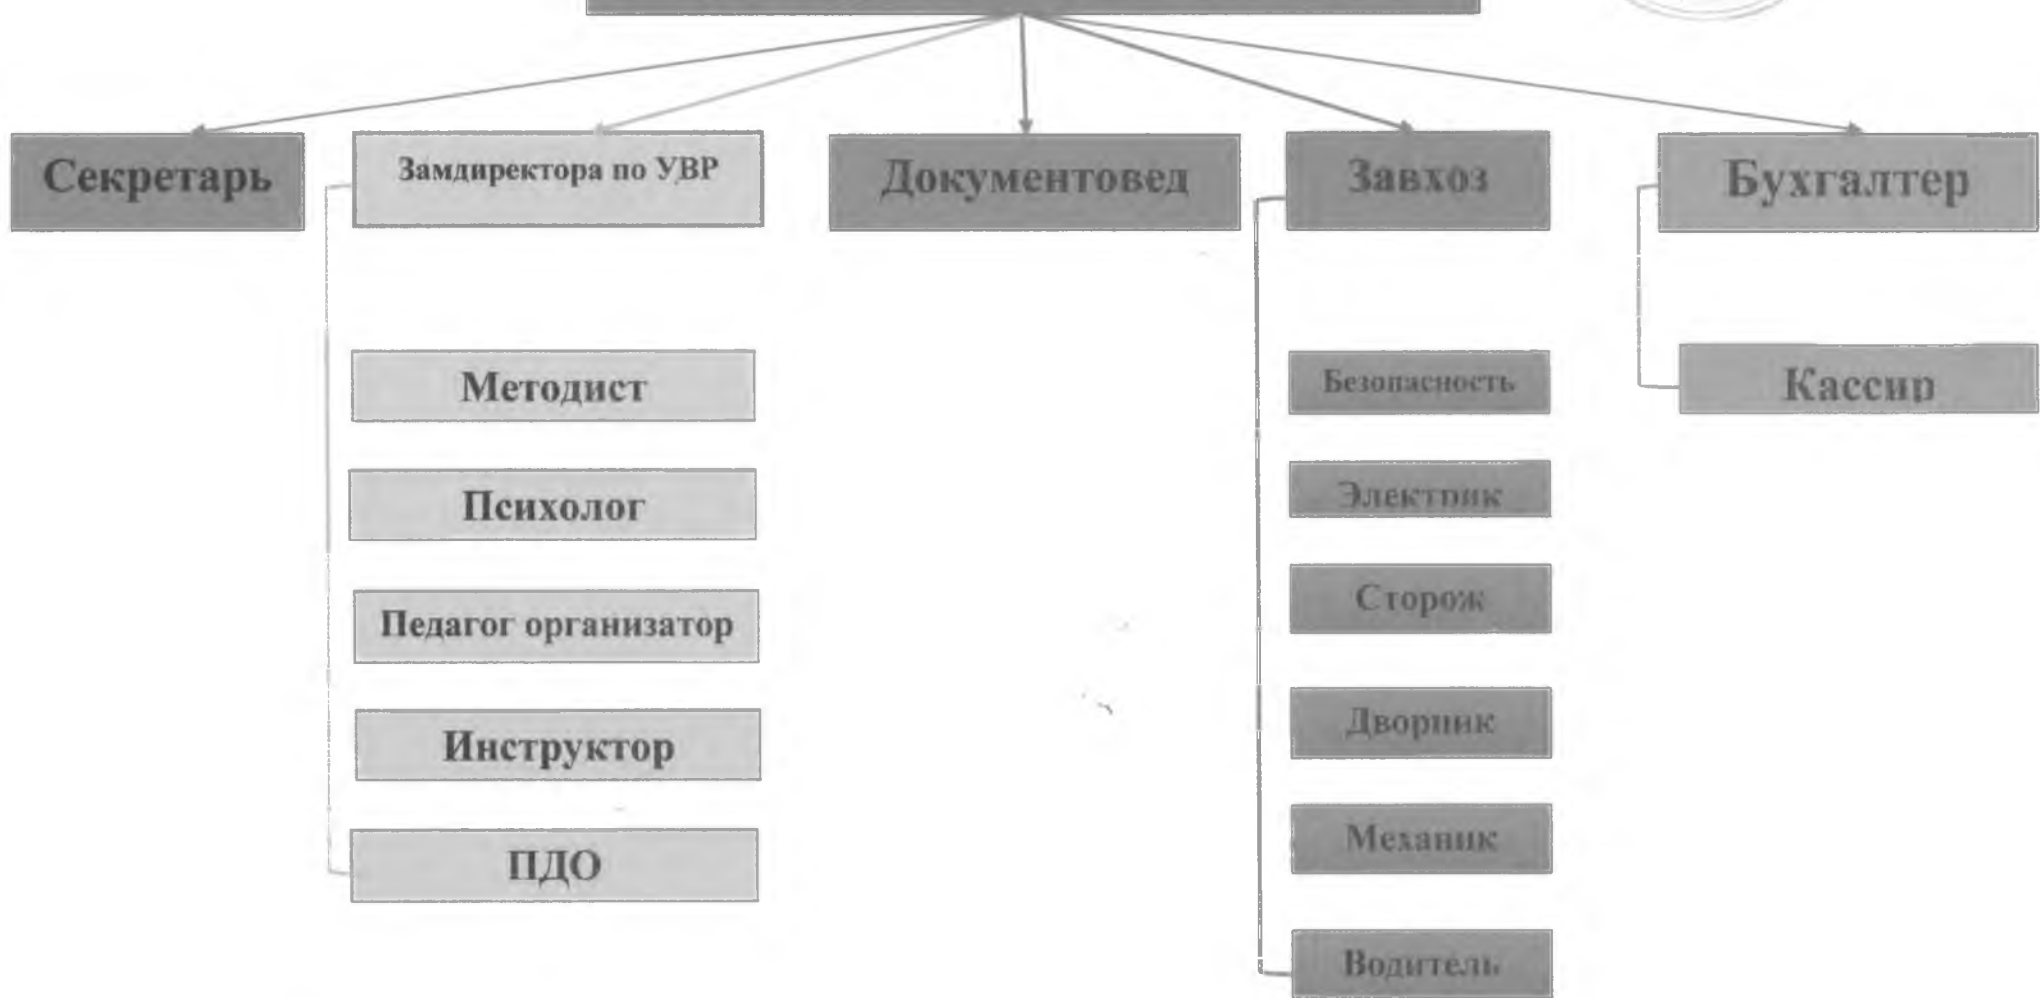 Секретарь
Замдиректора по УВР
Документовед
Завхоз
Бухгалтер
Методист
Психолог
Педагог организатор
Инструктор
ПДО
Безопасность
Электрик
Сторож
Дворник
Механик
Водитель
Кассир